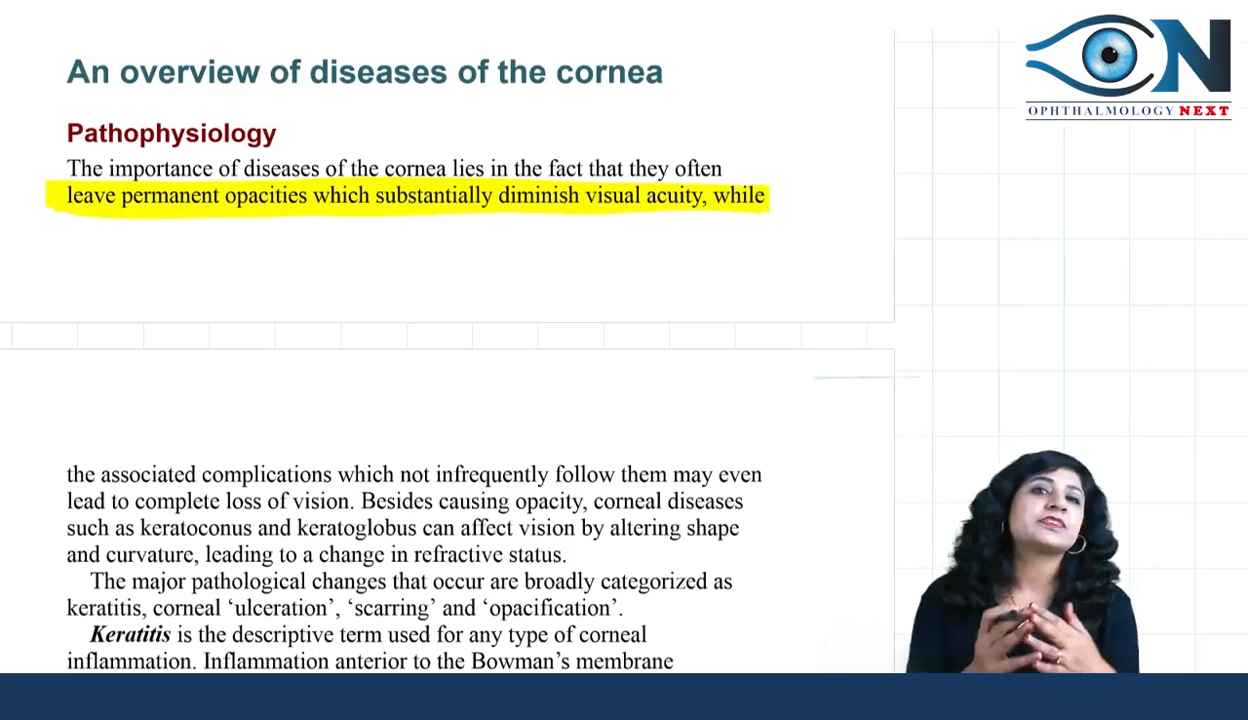 An overview of diseases of the cornea
ON
OPHTHALMOLOGY NEXT
Pathophysiology
The importance of diseases of the cornea lies in the fact that they often
leave permanent opacities which substantially diminish visual acuity, while
the associated complications which not infrequently follow them may even
lead to complete loss of vision. Besides causing opacity, corneal diseases
such as keratoconus and keratoglobus can affect vision by altering shape
and curvature, leading to a change in refractive status.
The major pathological changes that occur are broadly categorized as
keratitis, corneal ‘ulceration’, ‘scarring’ and ‘opacification’.
Keratitis is the descriptive term used for any type of corneal
inflammation. Inflammation anterior to the Bowman’s membrane